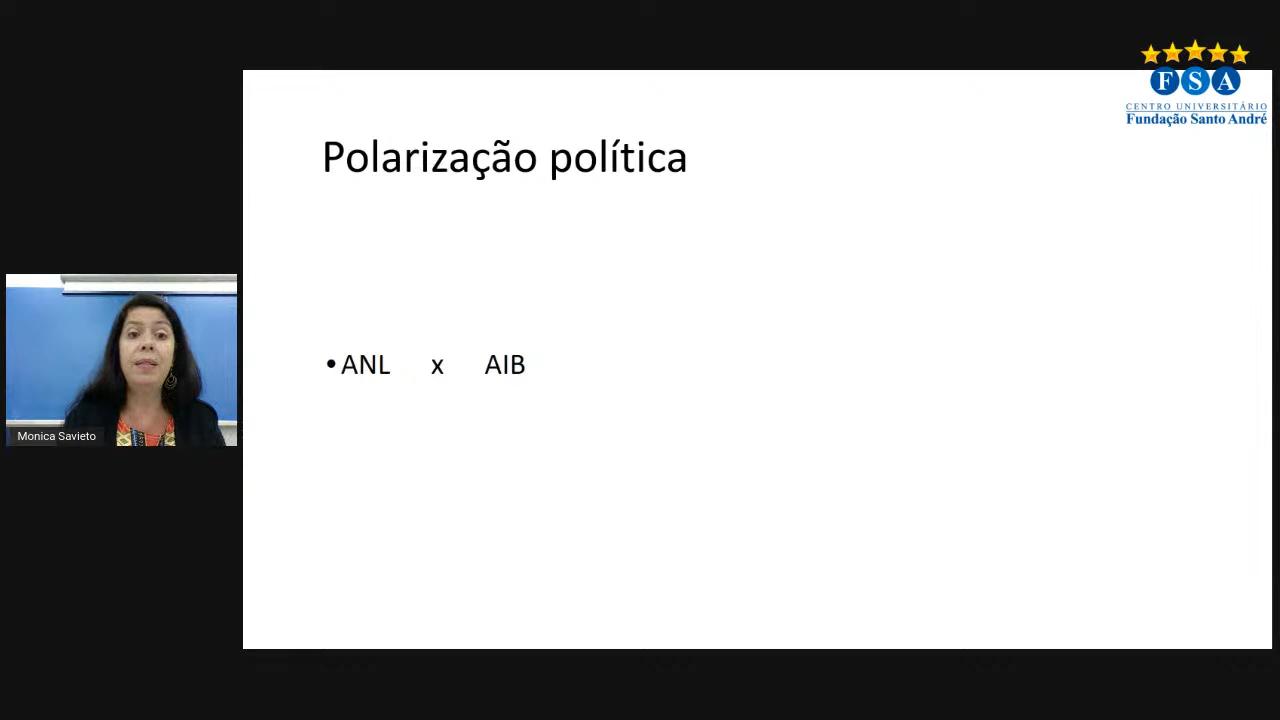 FSA
CENTRO UNIVERSITÁRIO
Fundação Santo André
Polarização política
•ANL x AIB
Monica Savieto